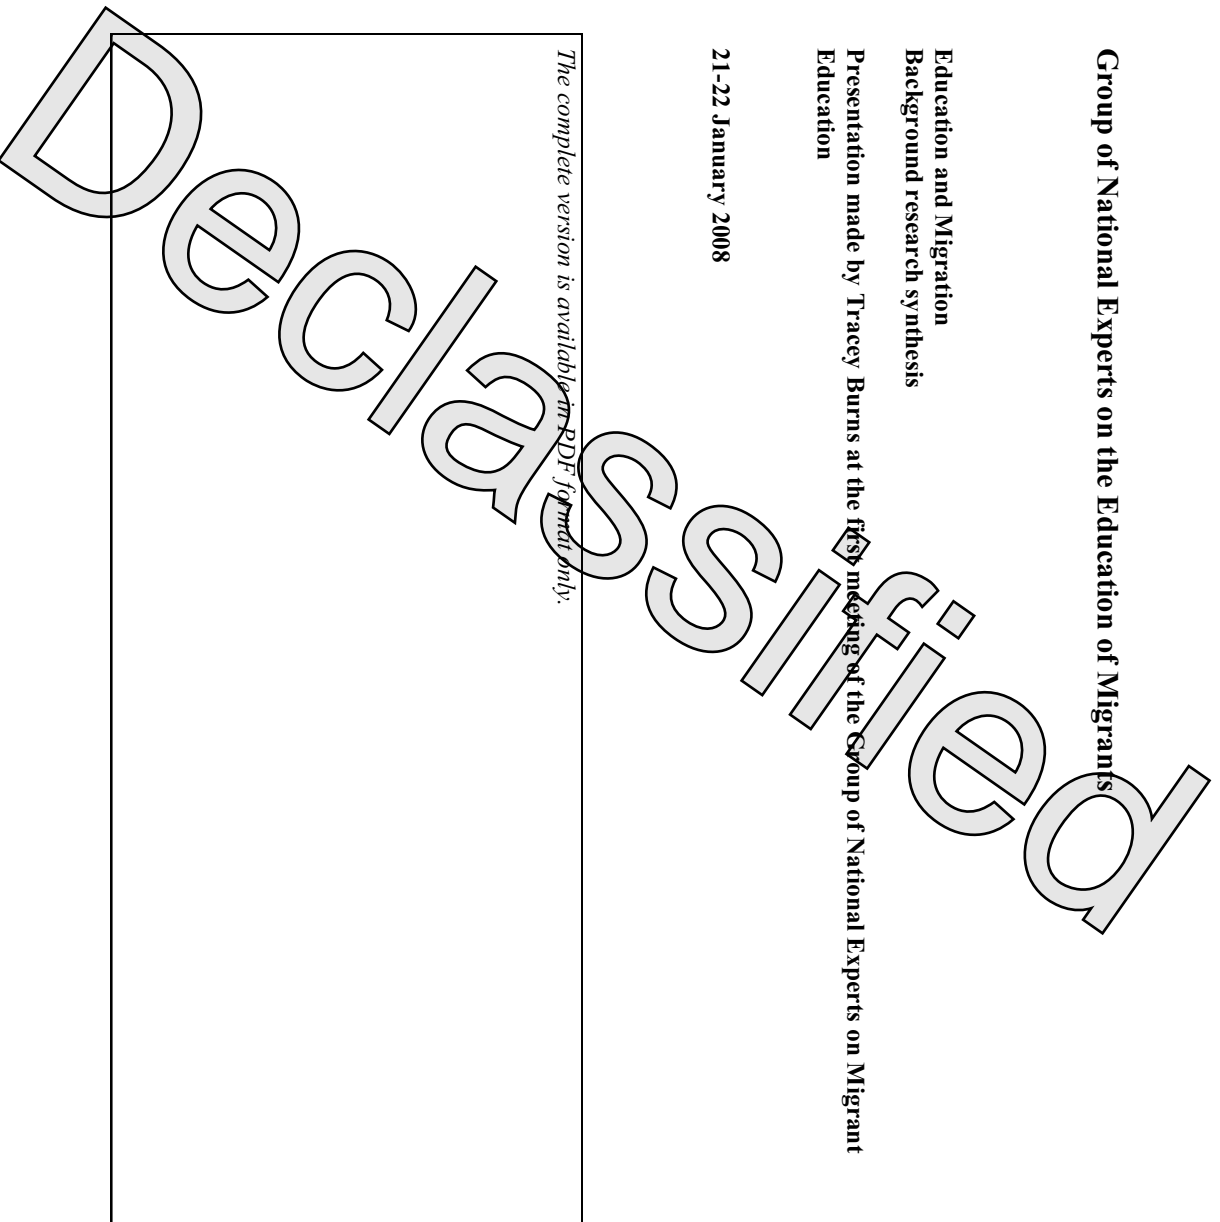 Group of National Experts on the Education of Migrants
Education and Migration
Background research synthesis
Presentation made by Tracey Burns at the first meeting of the Group of National Experts on Migrant
Education
21-22 January 2008
The complete version is available in PDF format only.
Declassified